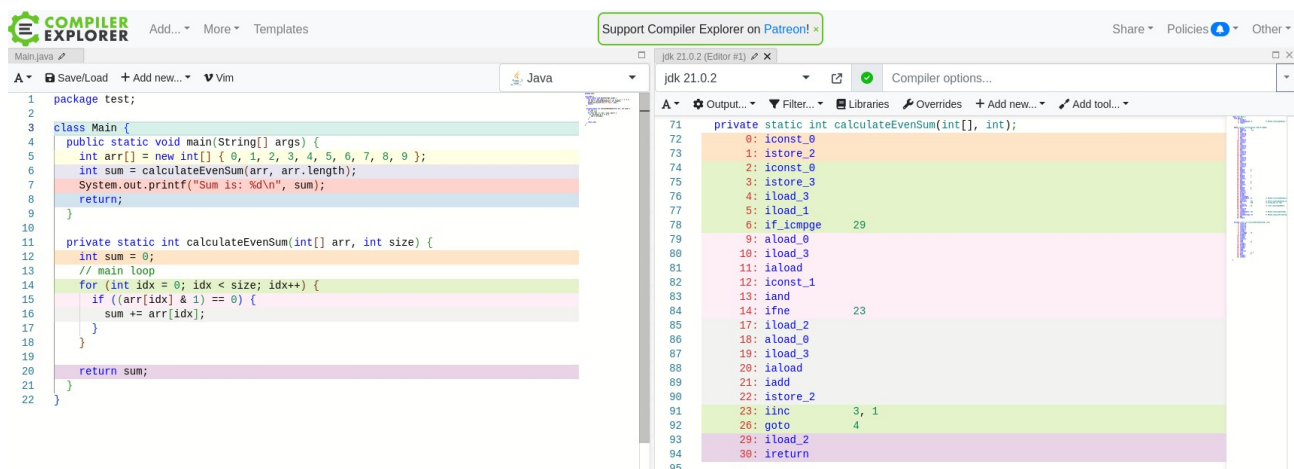 COMPILER EXPLORER Add... More Templates Support Compiler Explorer on Patreon! × Share Policies Other
Main.java
A Save/Load + Add new... Vim Java
1 package test;
2
3 class Main {
4 public static void main(String[] args) {
5 int arr[] = new int[] { 0, 1, 2, 3, 4, 5, 6, 7, 8, 9 };
6 int sum = calculateEvenSum(arr, arr.length);
7 System.out.printf("Sum is: %d\n", sum);
8 return;
9 }
10
11 private static int calculateEvenSum(int[] arr, int size) {
12 int sum = 0;
13 // main loop
14 for (int idx = 0; idx < size; idx++) {
15 if ((arr[idx] & 1) == 0) {
16 sum += arr[idx];
17 }
18 }
19
20 return sum;
21 }
22 }
jdk 21.0.2 (Editor #1)
jdk 21.0.2 Compiler options...
A Output... Filter... Libraries Overrides + Add new... Add tool...
71 private static int calculateEvenSum(int[], int);
72 0: iconst_0
73 1: istore_2
74 2: iconst_0
75 3: istore_3
76 4: iload_3
77 5: iload_1
78 6: if_icmpge 29
79 9: aload_0
80 10: iload_3
81 11: iaload
82 12: iconst_1
83 13: iand
84 14: ifne 23
85 17: iload_2
86 18: aload_0
87 19: iload_3
88 20: iaload
89 21: iadd
90 22: istore_2
91 23: iinc 3, 1
92 26: goto 4
93 29: iload_2
94 30: ireturn
95